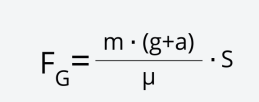 F_G = m · (g+a) / μ · S